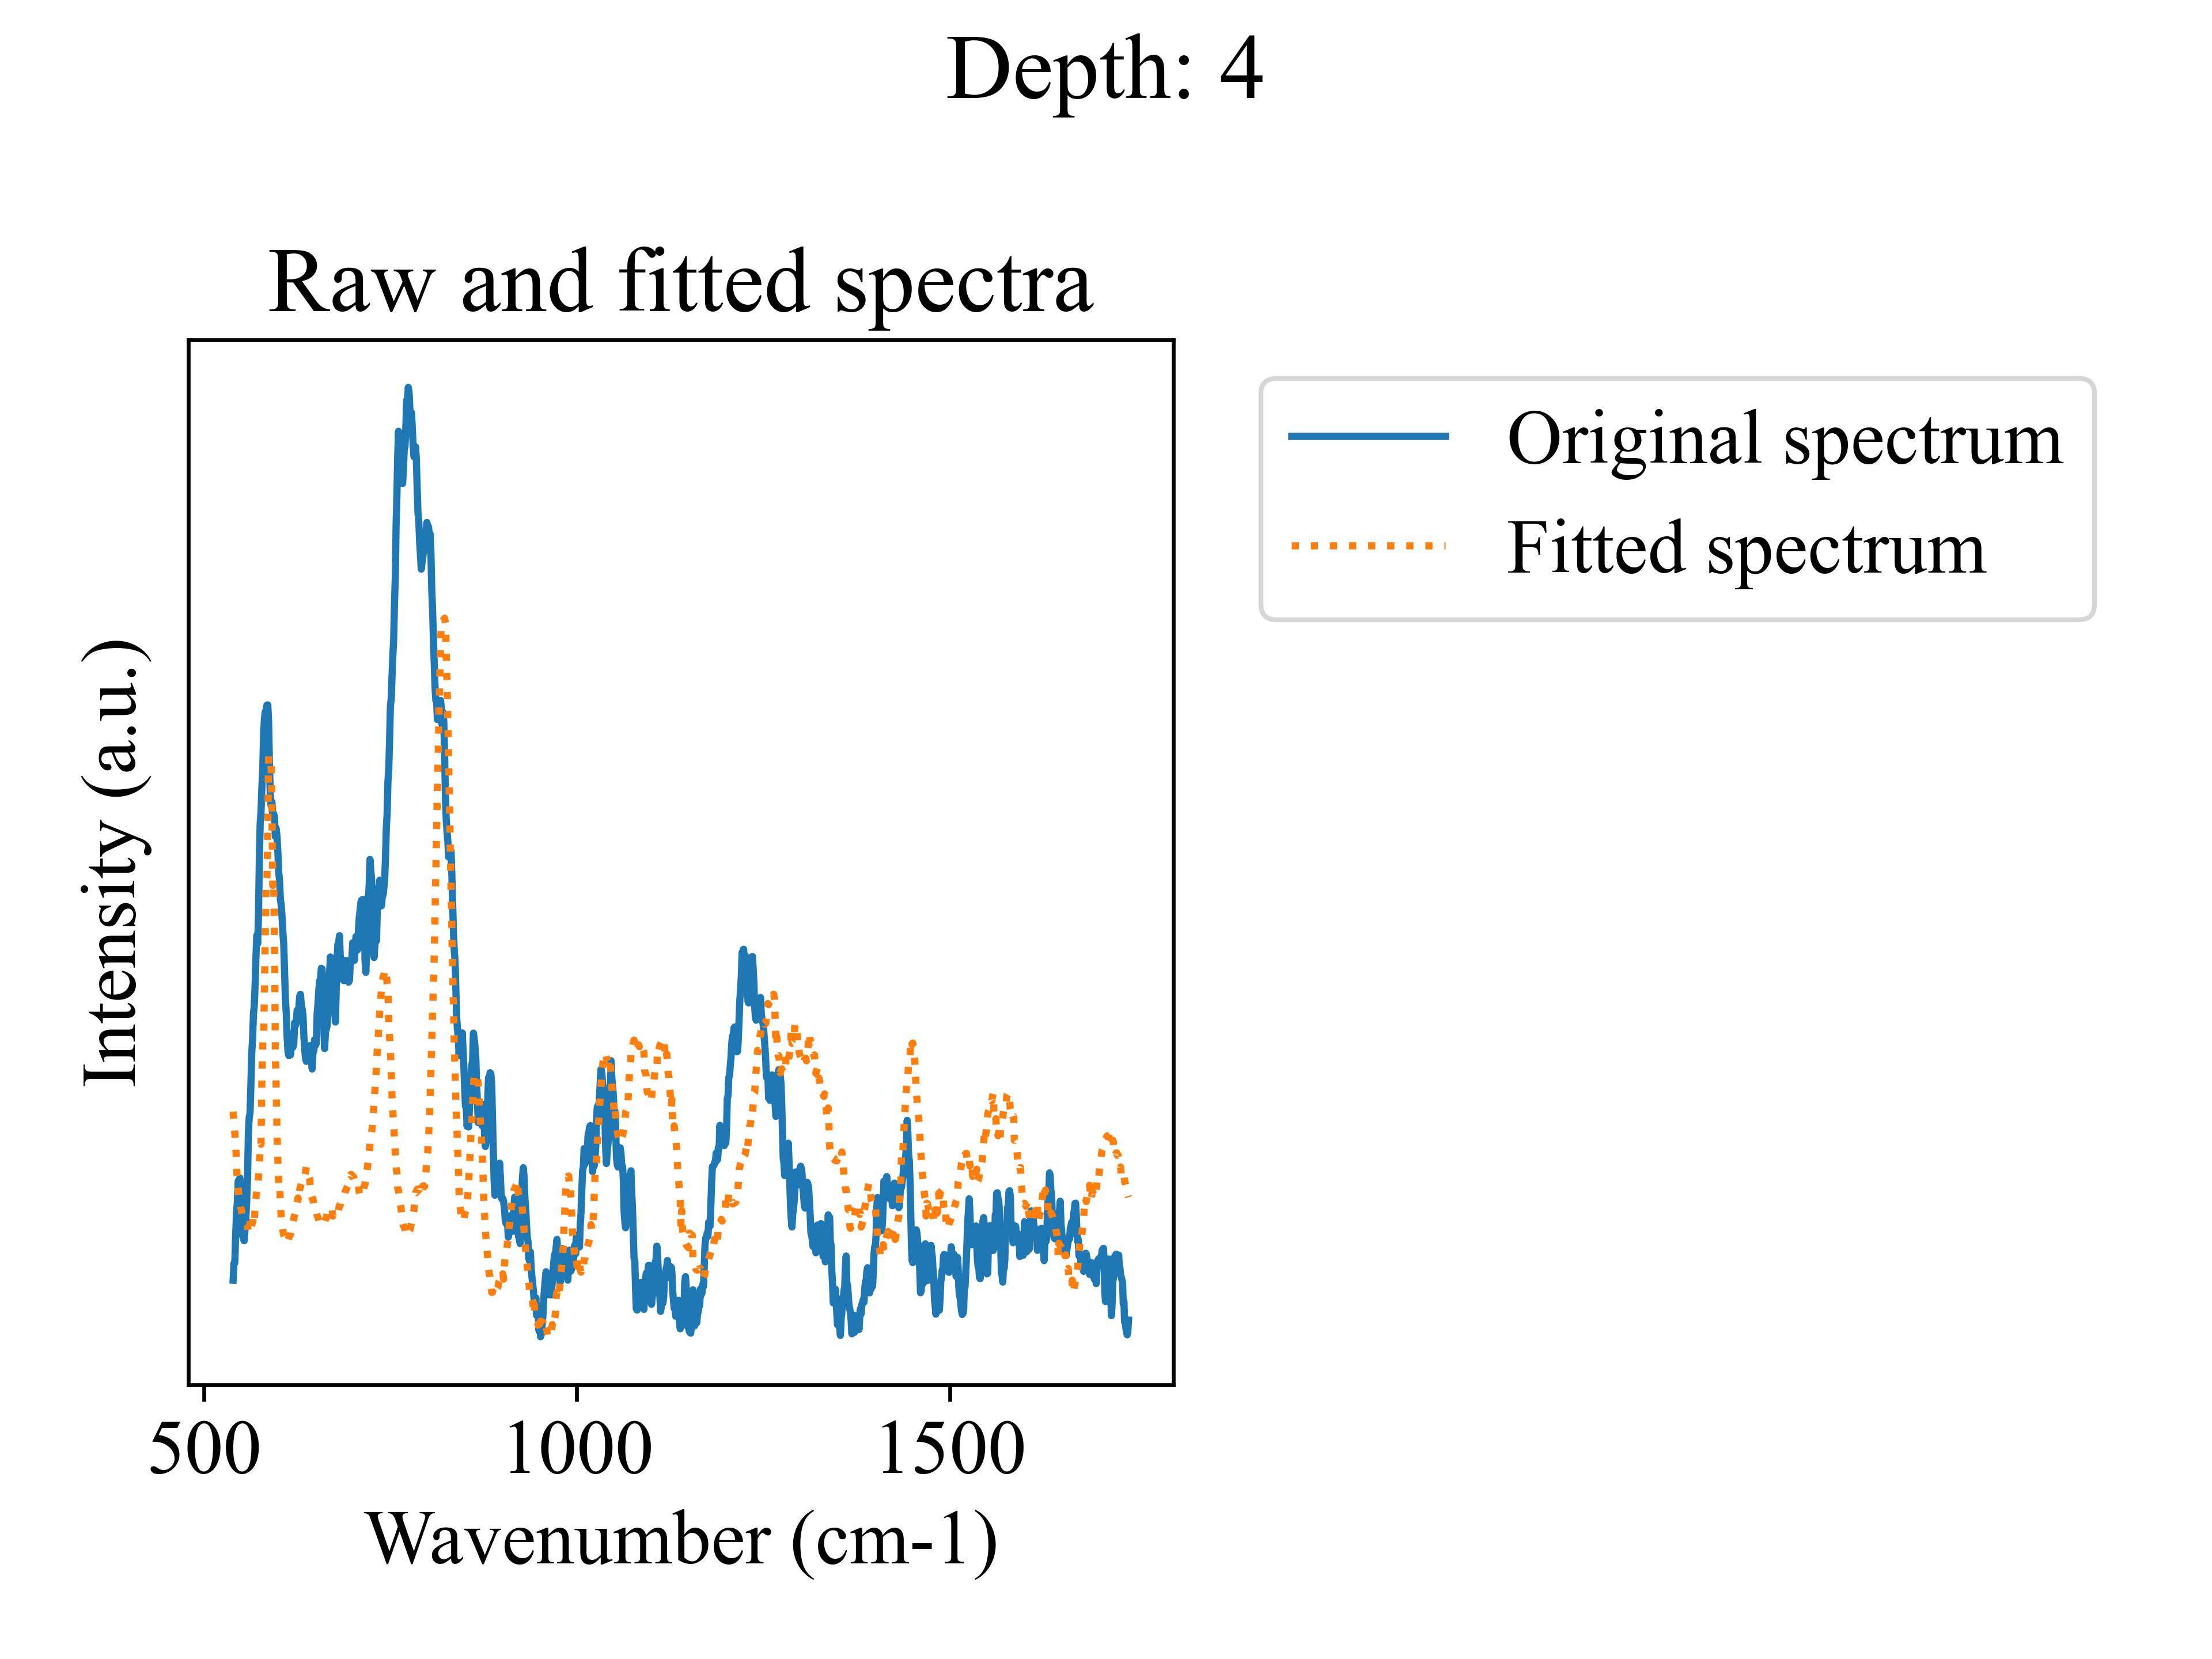 Depth: 4
Raw and fitted spectra
Original spectrum
Fitted spectrum
Intensity (a.u.)
500 1000 1500
Wavenumber (cm-1)